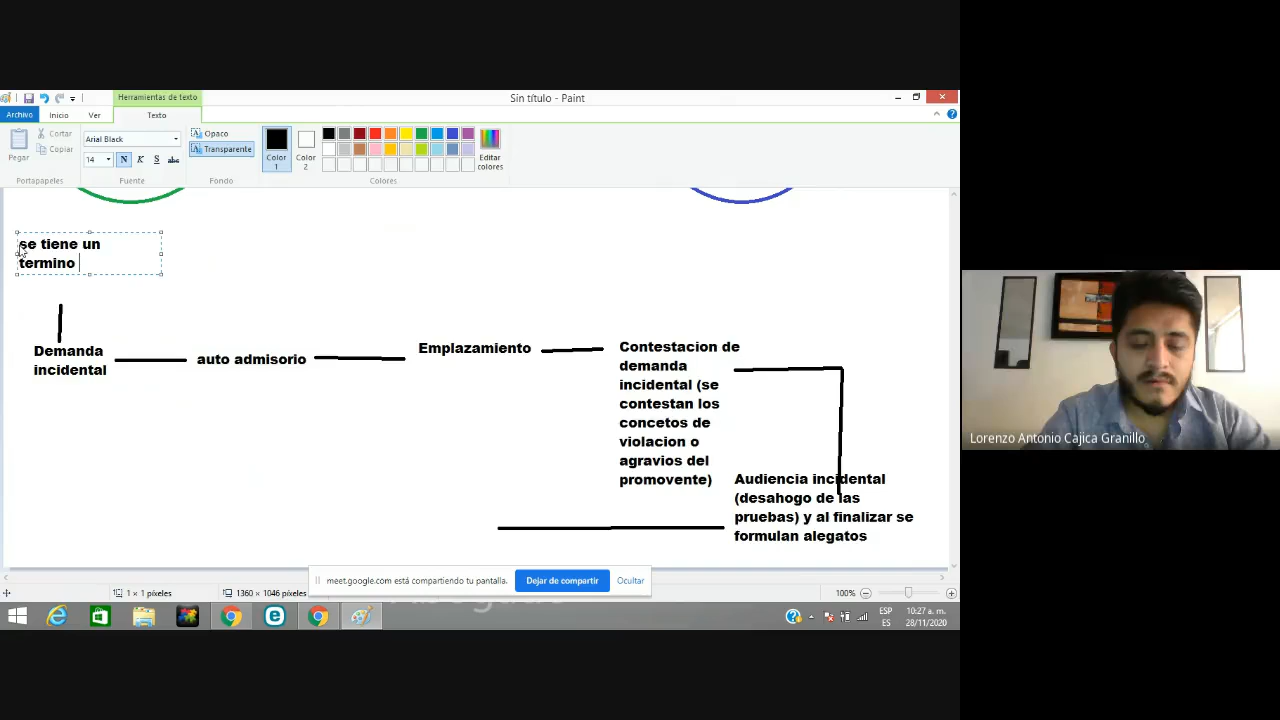 Herramientas de texto
Sin título - Paint
Archivo
Inicio
Ver
Texto
Pegar
Cortar
Copiar
Portapapeles
Arial Black
14
N K S abc
Fuente
Opaco
Transparente
Fondo
Color
1
Color
2
Editar
colores
Colores
se tiene un
termino
Demanda
incidental
auto admisorio
Emplazamiento
Contestacion de
demanda
incidental (se
contestan los
concetos de
violacion o
agravios del
promovente)
Audiencia incidental
(desahogo de las
pruebas) y al finalizar se
formulan alegatos
Lorenzo Antonio Cajica Granillo
meet.google.com está compartiendo tu pantalla.
Dejar de compartir
Ocultar
1 × 1 píxeles
1360 × 1046 píxeles
100%
ESP
ES
10:27 a. m.
28/11/2020